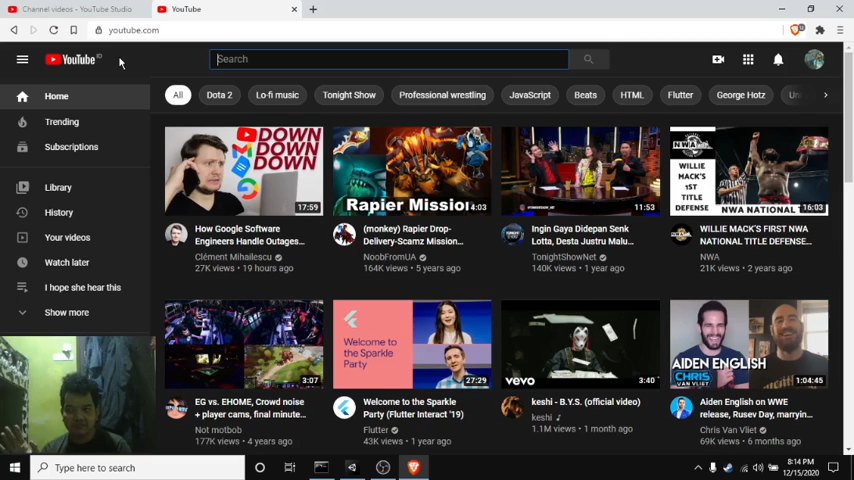 Channel videos - YouTube Studio
YouTube
youtube.com
YouTube ID
Search
All
Dota 2
Lo-fi music
Tonight Show
Professional wrestling
JavaScript
Beats
HTML
Flutter
George Hotz
Home
Trending
Subscriptions
Library
History
Your videos
Watch later
I hope she hear this
Show more
DOWN
DOWN
DOWN
17:59
How Google Software
Engineers Handle Outages...
Clément Mihailescu
27K views • 19 hours ago
Rapier Mission
4:03
(monkey) Rapier Drop-
Delivery-Scamz Mission...
NoobFromUA
164K views • 5 years ago
11:53
Ingin Gaya Didepan Senk
Lotta, Desta Justru Malu...
TonightShowNet
140K views • 1 year ago
NWA
WILLIE
MACK'S
1ST
TITLE
DEFENSE
NWA NATIONAL
16:03
WILLIE MACK'S FIRST NWA
NATIONAL TITLE DEFENSE...
NWA
21K views • 2 years ago
3:07
EG vs. EHOME, Crowd noise
+ player cams, final minute...
Not motbob
177K views • 4 years ago
Welcome to
the Sparkle
Party
27:29
Welcome to the Sparkle
Party (Flutter Interact '19)
Flutter
43K views • 1 year ago
vevo
3:40
keshi - B.Y.S. (official video)
keshi
1.1M views • 1 month ago
AIDEN ENGLISH
CHRIS
VAN VLIET
1:04:45
Aiden English on WWE
release, Rusev Day, marryin...
Chris Van Vliet
69K views • 6 months ago
Type here to search
8:14 PM
12/15/2020